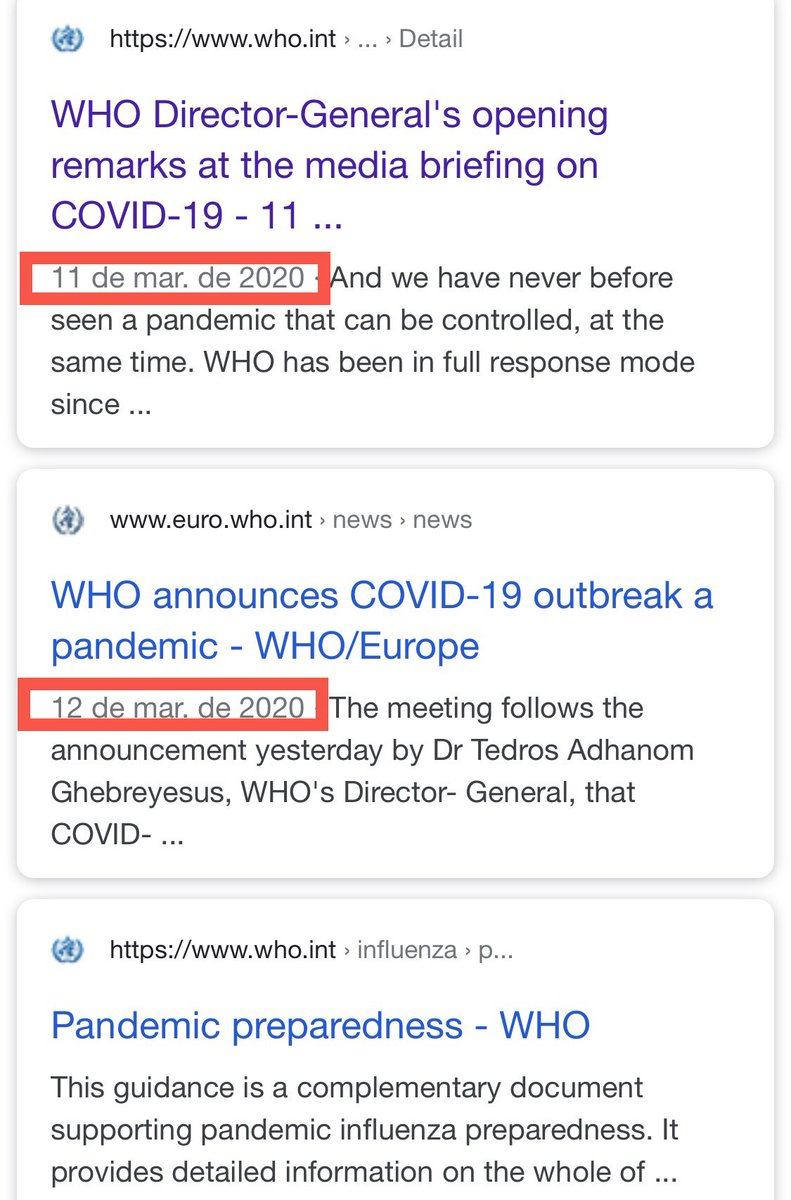 https://www.who.int › ... › Detail
WHO Director-General's opening
remarks at the media briefing on
COVID-19 - 11 ...
11 de mar. de 2020 · And we have never before
seen a pandemic that can be controlled, at the
same time. WHO has been in full response mode
since ...
www.euro.who.int › news › news
WHO announces COVID-19 outbreak a
pandemic - WHO/Europe
12 de mar. de 2020 · The meeting follows the
announcement yesterday by Dr Tedros Adhanom
Ghebreyesus, WHO's Director- General, that
COVID- ...
https://www.who.int › influenza › p...
Pandemic preparedness - WHO
This guidance is a complementary document
supporting pandemic influenza preparedness. It
provides detailed information on the whole of ...